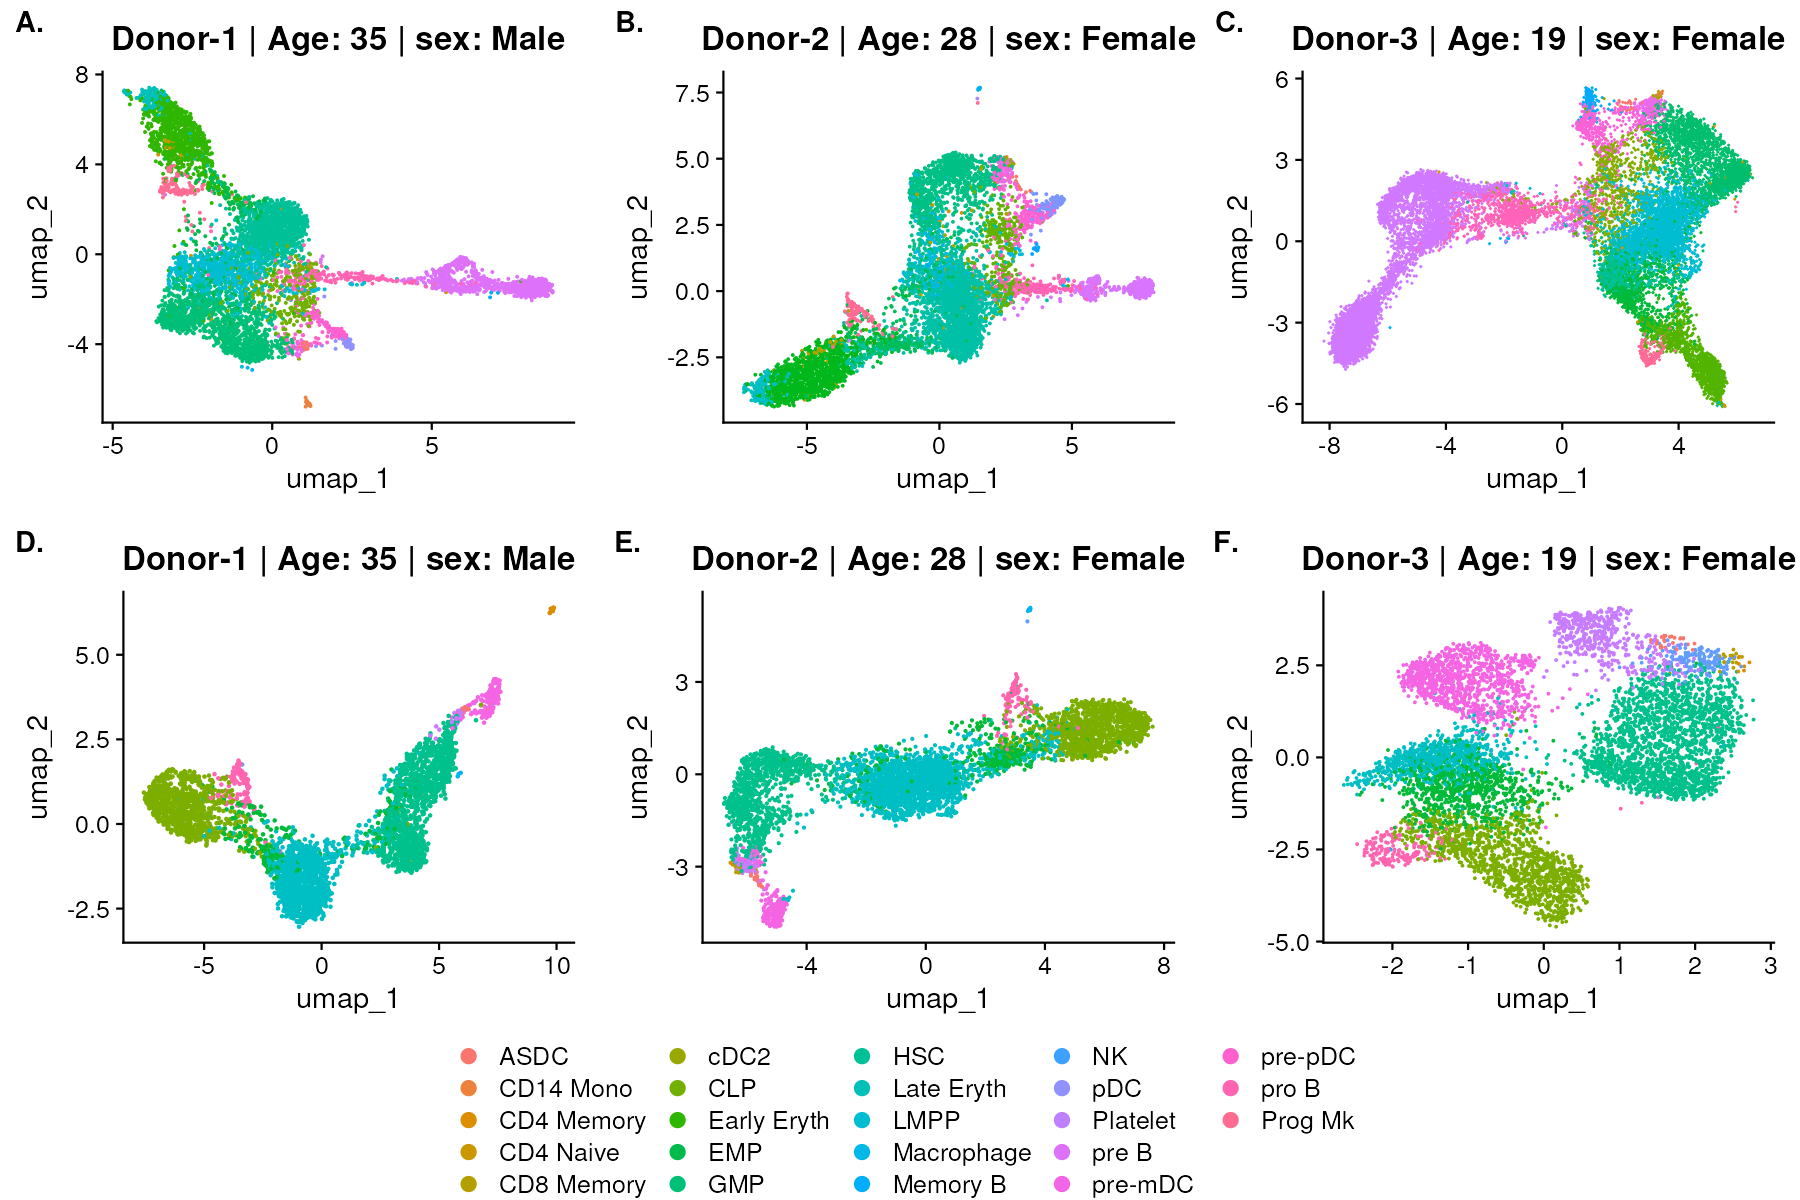 A.
Donor-1 | Age: 35 | sex: Male
8
4
0
-4
umap_2
-5
0
5
umap_1
B.
Donor-2 | Age: 28 | sex: Female
7.5
5.0
2.5
0.0
-2.5
umap_2
-5
0
5
umap_1
C.
Donor-3 | Age: 19 | sex: Female
6
3
0
-3
-6
umap_2
-8
-4
0
4
umap_1
D.
Donor-1 | Age: 35 | sex: Male
5.0
2.5
0.0
-2.5
umap_2
-5
0
5
10
umap_1
E.
Donor-2 | Age: 28 | sex: Female
3
0
-3
umap_2
-4
0
4
8
umap_1
F.
Donor-3 | Age: 19 | sex: Female
2.5
0.0
-2.5
-5.0
umap_2
-2
-1
0
1
2
3
umap_1
ASDC
CD14 Mono
CD4 Memory
CD4 Naive
CD8 Memory
cDC2
CLP
Early Eryth
EMP
GMP
HSC
Late Eryth
LMPP
Macrophage
Memory B
NK
pDC
Platelet
pre B
pre-mDC
pre-pDC
pro B
Prog Mk